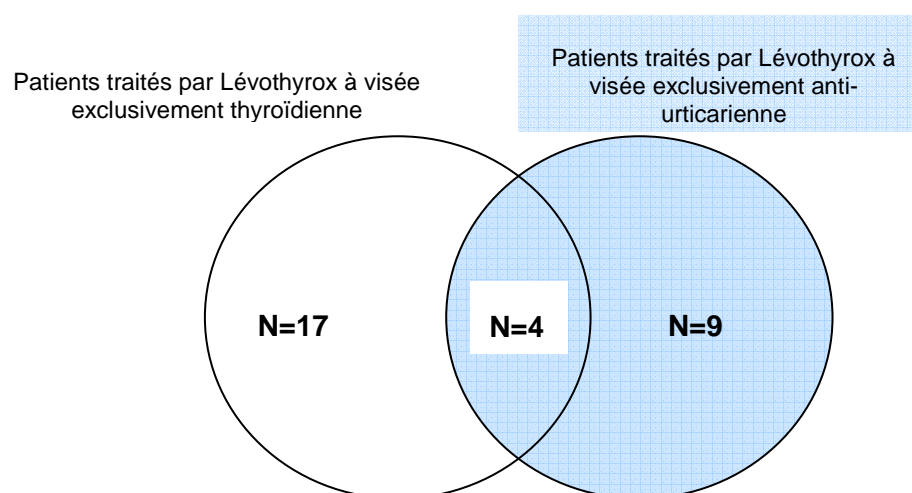 Patients traités par Lévothyrox à visée
exclusivement thyroïdienne
Patients traités par Lévothyrox à
visée exclusivement anti-
urticarienne
N=17
N=4
N=9